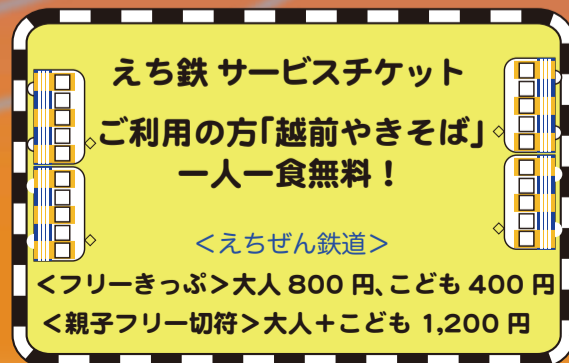 えち鉄 サービスチケット
ご利用の方「越前やきそば」
一人一食無料！
＜えちぜん鉄道＞
＜フリーきっぷ＞大人 800 円、こども 400 円
＜親子フリー切符＞大人＋こども 1,200 円